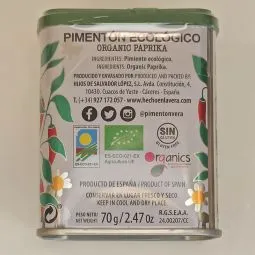 PIMENTÓN ECOLÓGICO
ORGANIC PAPRIKA
INGREDIENTES: Pimiento ecológico.
INGREDIENTS: Organic Paprika.
PRODUCIDO Y ENVASADO POR/PRODUCED AND PACKED BY:
HIJOS DE SALVADOR LÓPEZ, S.L. Avda. Constitución, 4,
10430, Cuacos de Yuste - Cáceres - España
T. (+34) 927 172 057 - www.hechoenlavera.com
@pimentonvera
SIN GLUTEN
ES-ECO-021-EX
Agricultura UE
organics
PRODUCTO DE ESPAÑA / PRODUCT OF SPAIN
CONSERVAR EN LUGAR FRESCO Y SECO
KEEP IN COOL AND DRY PLACE
PESO NETO
NET WEIGHT
70g/2.47 oz
R.G.S.E.A.A.
24.00207/CC